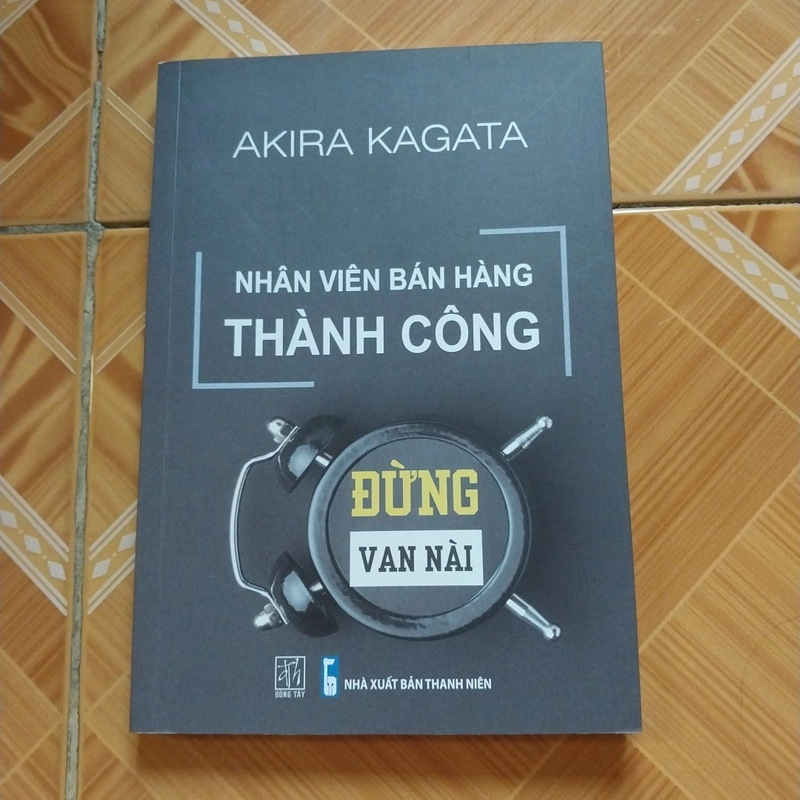 AKIRA KAGATA
NHÂN VIÊN BÁN HÀNG
THÀNH CÔNG
ĐỪNG
VAN NÀI
ĐÔNG TÂY
NHÀ XUẤT BẢN THANH NIÊN